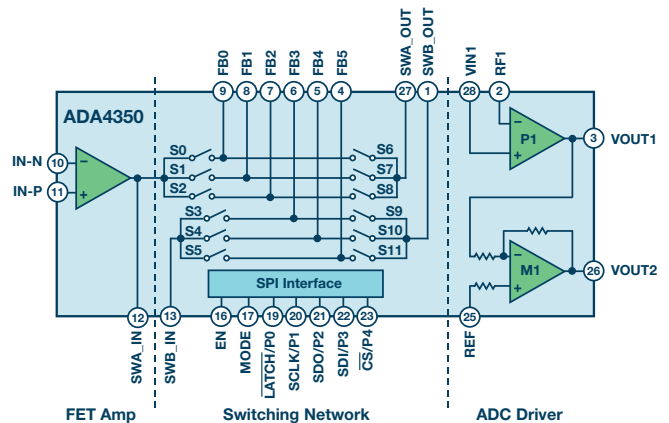 FB0
FB1
FB2
FB3
FB4
FB5
SWA_OUT
SWB_OUT
VIN1
RF1
9
8
7
6
5
4
27
1
28
2
ADA4350
IN-N 10
IN-P 11
−
+
S0
S1
S2
S3
S4
S5
S6
S7
S8
S9
S10
S11
−
P1
+
3 VOUT1
−
M1
+
26 VOUT2
SPI Interface
12
13
16
17
19
20
21
22
23
25
SWA_IN
SWB_IN
EN
MODE
LATCH/P0
SCLK/P1
SDO/P2
SDI/P3
CS/P4
REF
FET Amp
Switching Network
ADC Driver